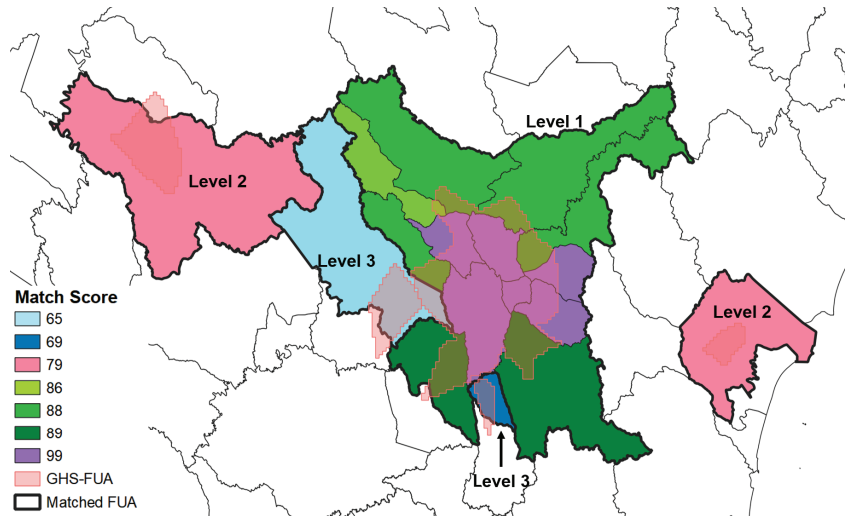 Level 1
Level 2
Level 3
Level 2
Match Score
65
69
79
86
88
89
99
GHS-FUA
Matched FUA
Level 3